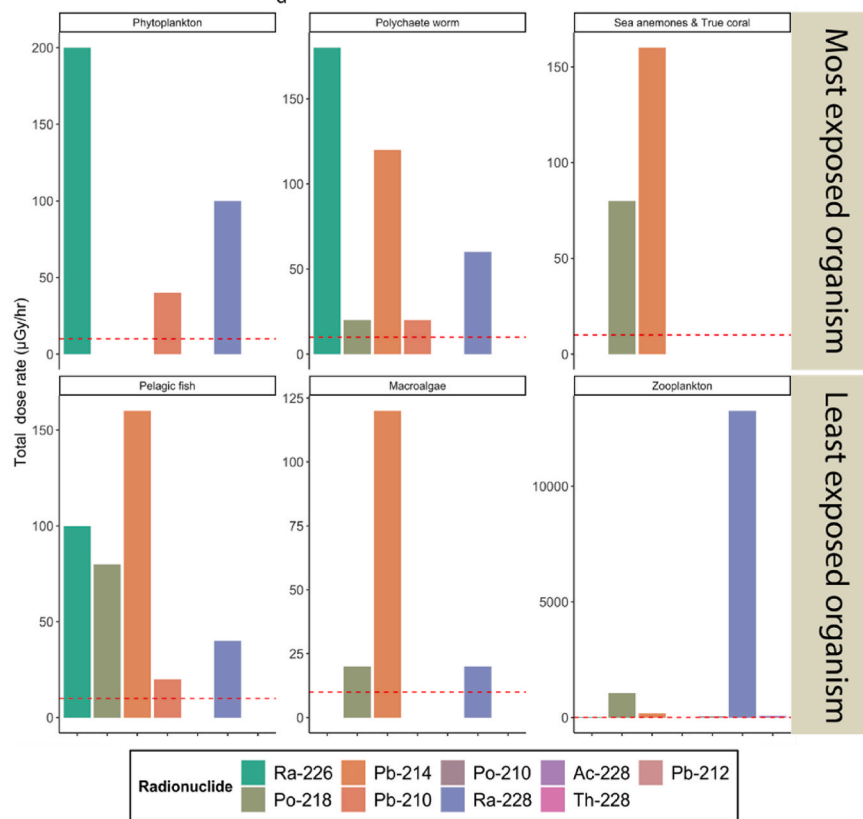 Phytoplankton
Polychaete worm
Sea anemones & True coral
200
150
100
50
0
150
100
50
0
150
100
50
0
Most exposed organism
Total dose rate (µGy/hr)
Pelagic fish
Macroalgae
Zooplankton
150
100
50
0
125
100
75
50
25
0
10000
5000
0
Least exposed organism
Radionuclide
Ra-226 Pb-214 Po-210 Ac-228 Pb-212
Po-218 Pb-210 Ra-228 Th-228